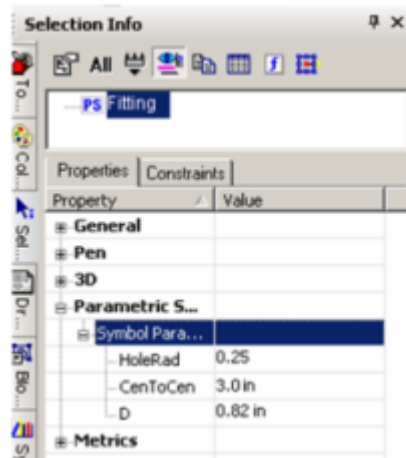 Selection Info
All
PS Fitting
Properties Constraints
Property Value
General
Pen
3D
Parametric S...
Symbol Para...
HoleRad 0.25
CenToCen 3.0 in
D 0.82 in
Metrics
To...
Col...
Sel...
Dr...
Blo...
Sy